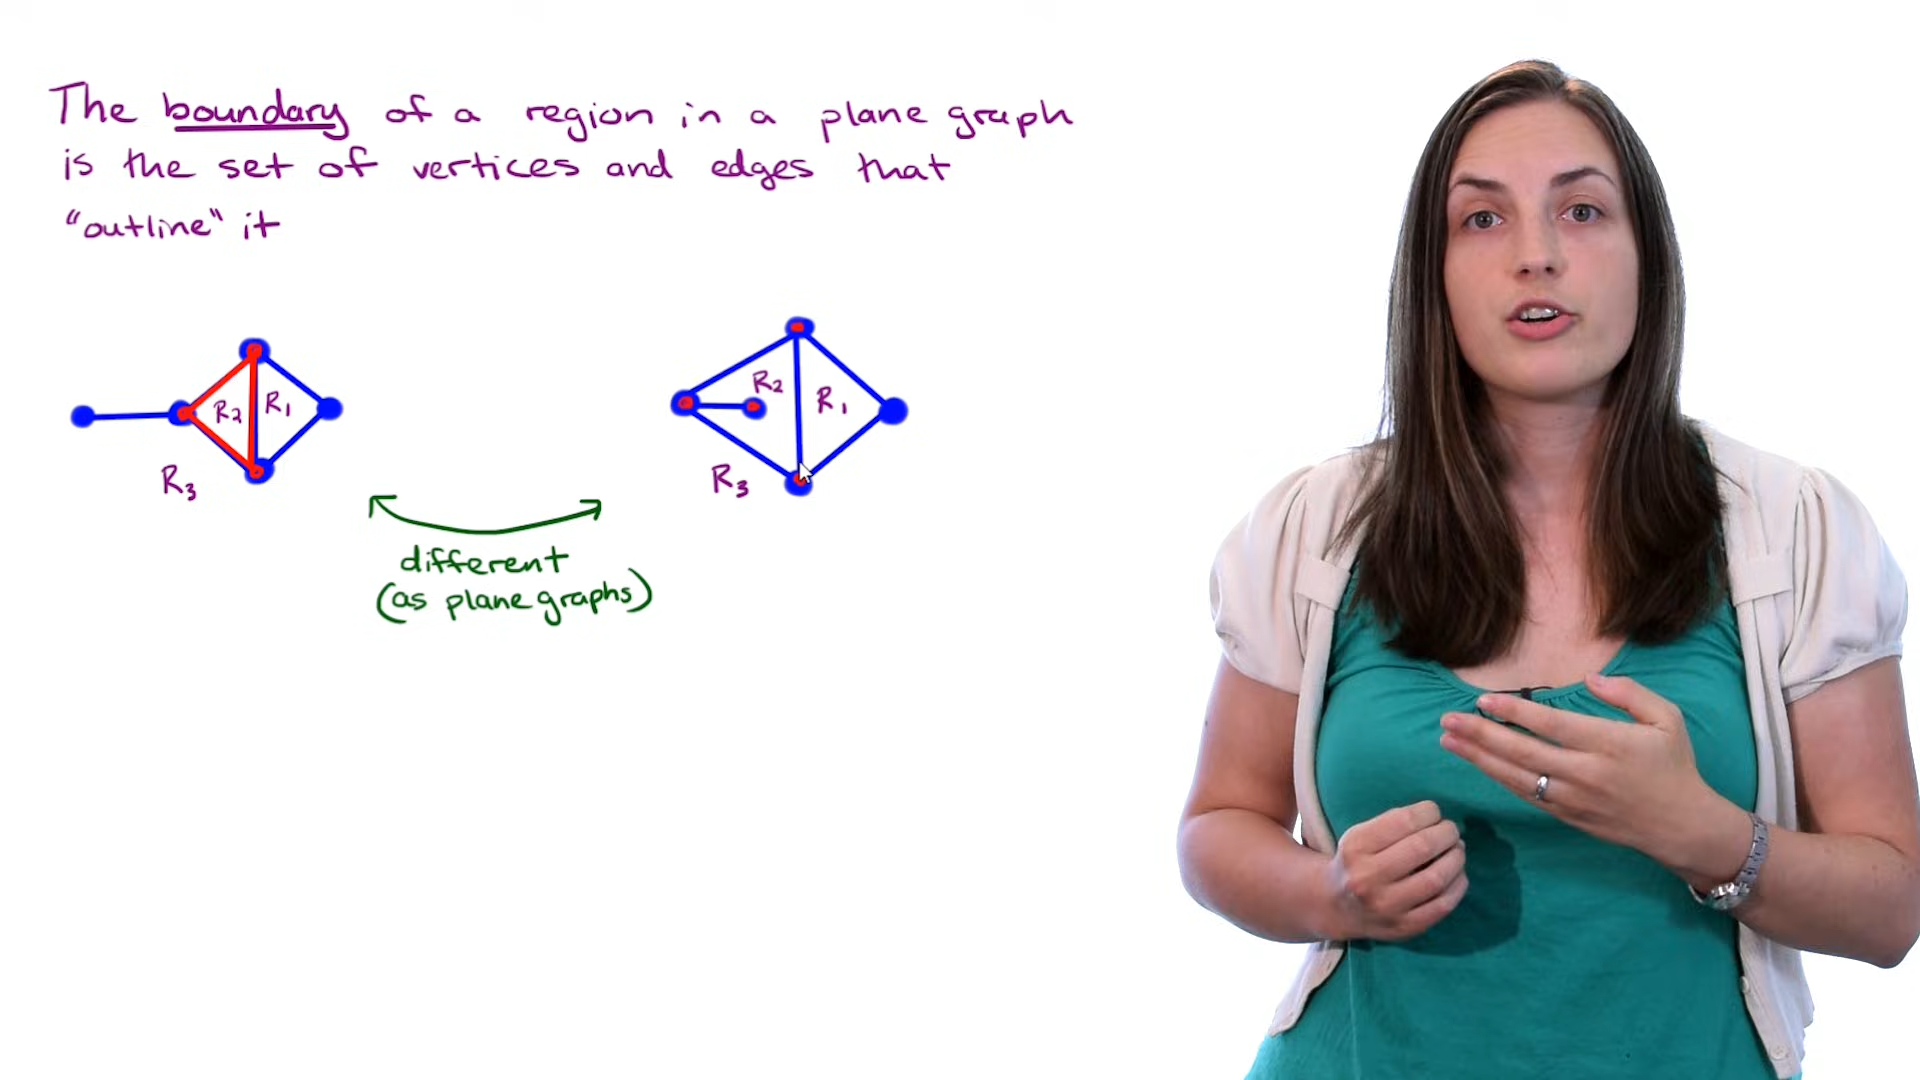 The boundary of a region in a plane graph
is the set of vertices and edges that
"outline" it
R2 R1
R3
R2 R1
R3
different
(as plane graphs)